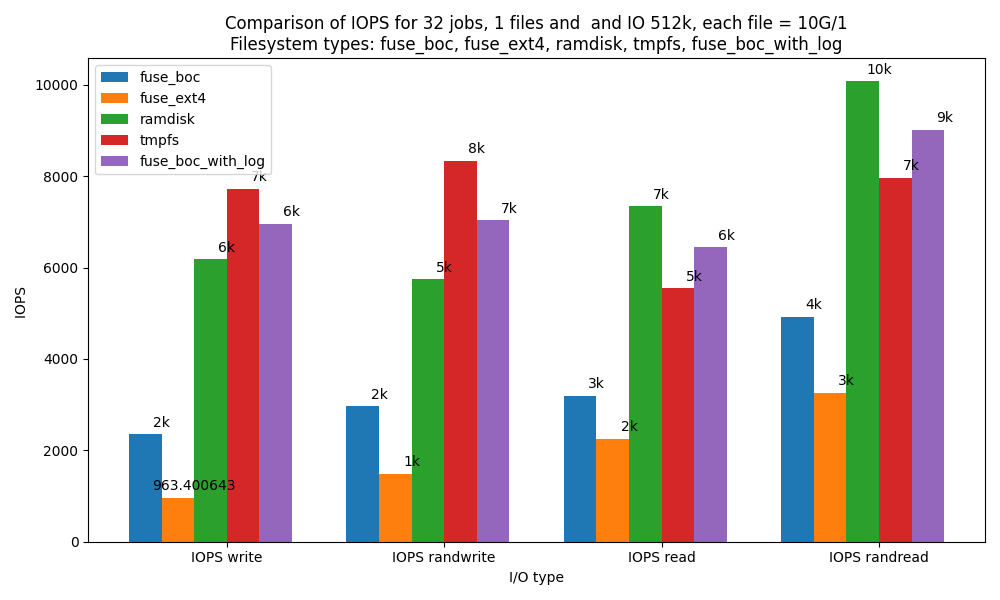 Comparison of IOPS for 32 jobs, 1 files and  and IO 512k, each file = 10G/1
Filesystem types: fuse_boc, fuse_ext4, ramdisk, tmpfs, fuse_boc_with_log
fuse_boc
fuse_ext4
ramdisk
tmpfs
fuse_boc_with_log
IOPS
10000
8000
6000
4000
2000
0
2k
963.400643
6k
7k
6k
2k
1k
5k
8k
7k
3k
2k
7k
5k
6k
4k
3k
10k
7k
9k
IOPS write
IOPS randwrite
IOPS read
IOPS randread
I/O type